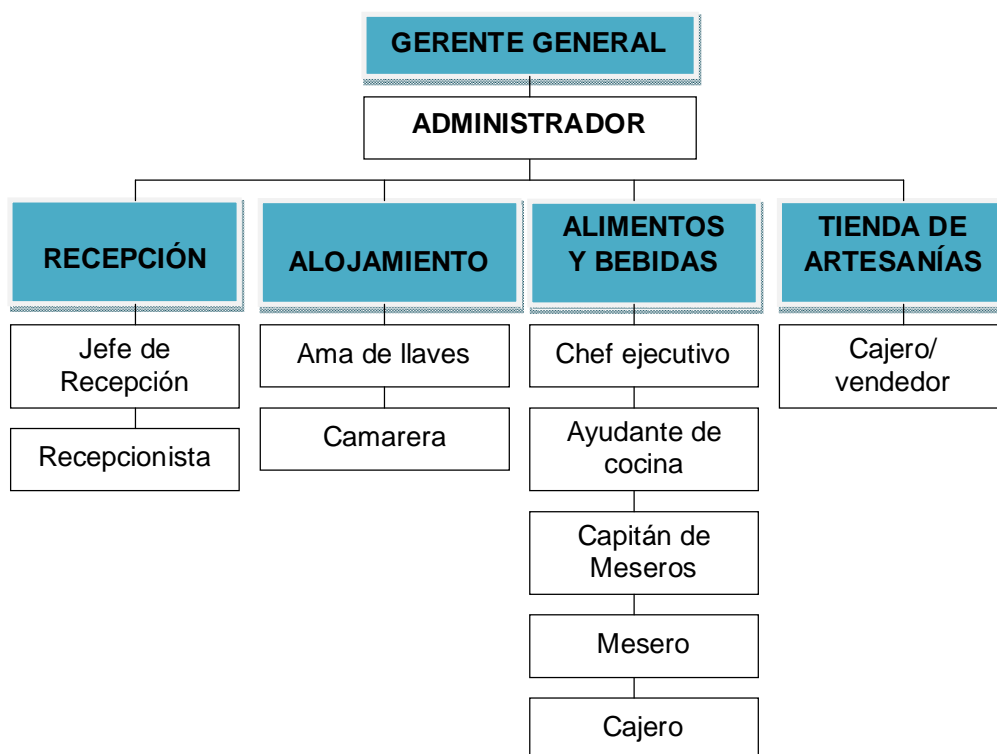 GERENTE GENERAL
ADMINISTRADOR
RECEPCIÓN
ALOJAMIENTO
ALIMENTOS
Y BEBIDAS
TIENDA DE
ARTESANÍAS
Jefe de
Recepción
Recepcionista
Ama de llaves
Camarera
Chef ejecutivo
Ayudante de
cocina
Capitán de
Meseros
Mesero
Cajero
Cajero/
vendedor